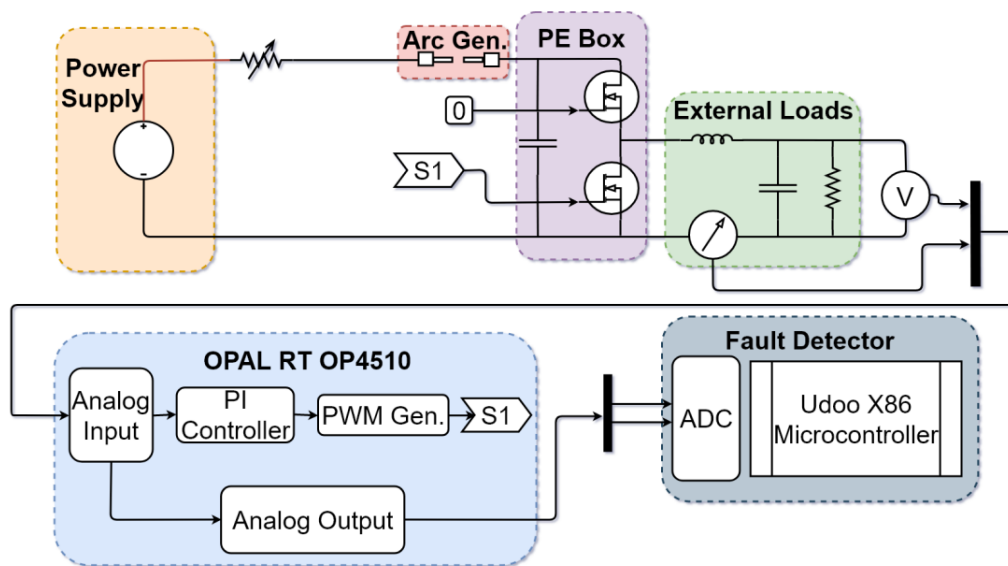 Power
Supply
+
-
Arc Gen.
PE Box
0
S1
External Loads
V
OPAL RT OP4510
Analog
Input
PI
Controller
PWM Gen.
S1
Analog Output
Fault Detector
ADC
Udoo X86
Microcontroller